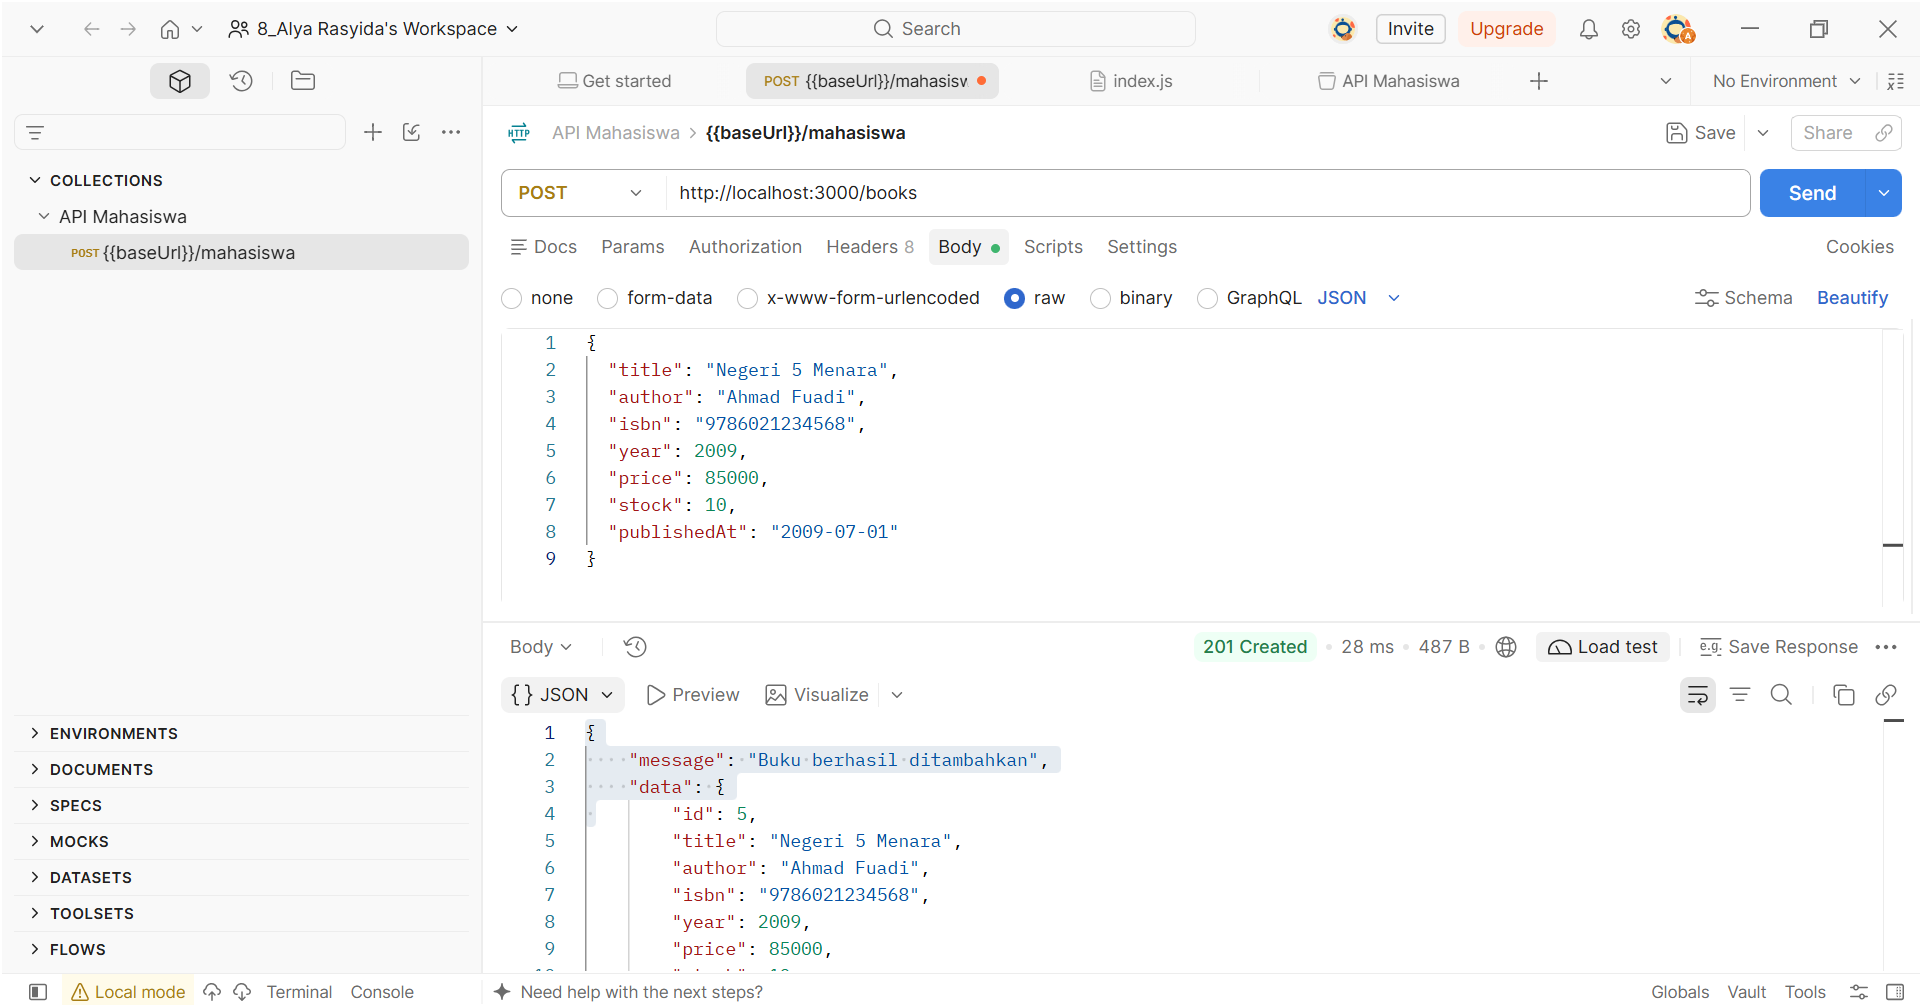 8_Alya Rasyida's Workspace
Search
Invite
Upgrade
A
Get started
POST {{baseUrl}}/mahasisw
index.js
API Mahasiswa
No Environment
COLLECTIONS
API Mahasiswa
POST {{baseUrl}}/mahasiswa
ENVIRONMENTS
DOCUMENTS
SPECS
MOCKS
DATASETS
TOOLSETS
FLOWS
HTTP API Mahasiswa > {{baseUrl}}/mahasiswa
Save
Share
POST
http://localhost:3000/books
Send
Docs Params Authorization Headers 8 Body Scripts Settings
Cookies
none form-data x-www-form-urlencoded raw binary GraphQL JSON
Schema Beautify
1 {
2 "title": "Negeri 5 Menara",
3 "author": "Ahmad Fuadi",
4 "isbn": "9786021234568",
5 "year": 2009,
6 "price": 85000,
7 "stock": 10,
8 "publishedAt": "2009-07-01"
9 }
Body
201 Created • 28 ms • 487 B
Load test
e.g. Save Response
{} JSON
Preview
Visualize
1 {
2 "message": "Buku berhasil ditambahkan",
3 "data": {
4 "id": 5,
5 "title": "Negeri 5 Menara",
6 "author": "Ahmad Fuadi",
7 "isbn": "9786021234568",
8 "year": 2009,
9 "price": 85000,
Local mode
Terminal
Console
Need help with the next steps?
Globals
Vault
Tools